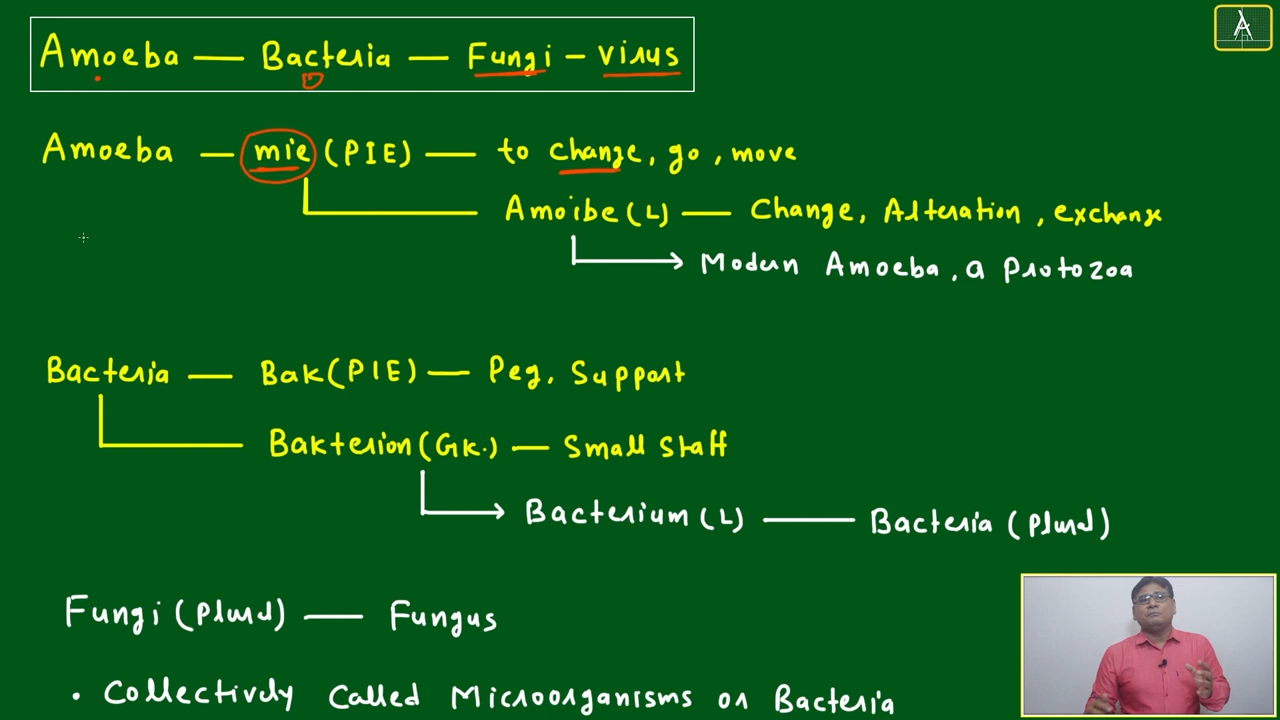 Amoeba — Bacteria — Fungi - Virus
Amoeba — mie (PIE) — to change, go, move
Amoibe (L) — Change, Alteration, exchange
Modern Amoeba, a Protozoa
Bacteria — Bak (PIE) — Peg, Support
Bakterion (Gk.) — Small Staff
Bacterium (L) — Bacteria (Plural)
Fungi (Plural) — Fungus
• Collectively Called Microorganisms or Bacteria